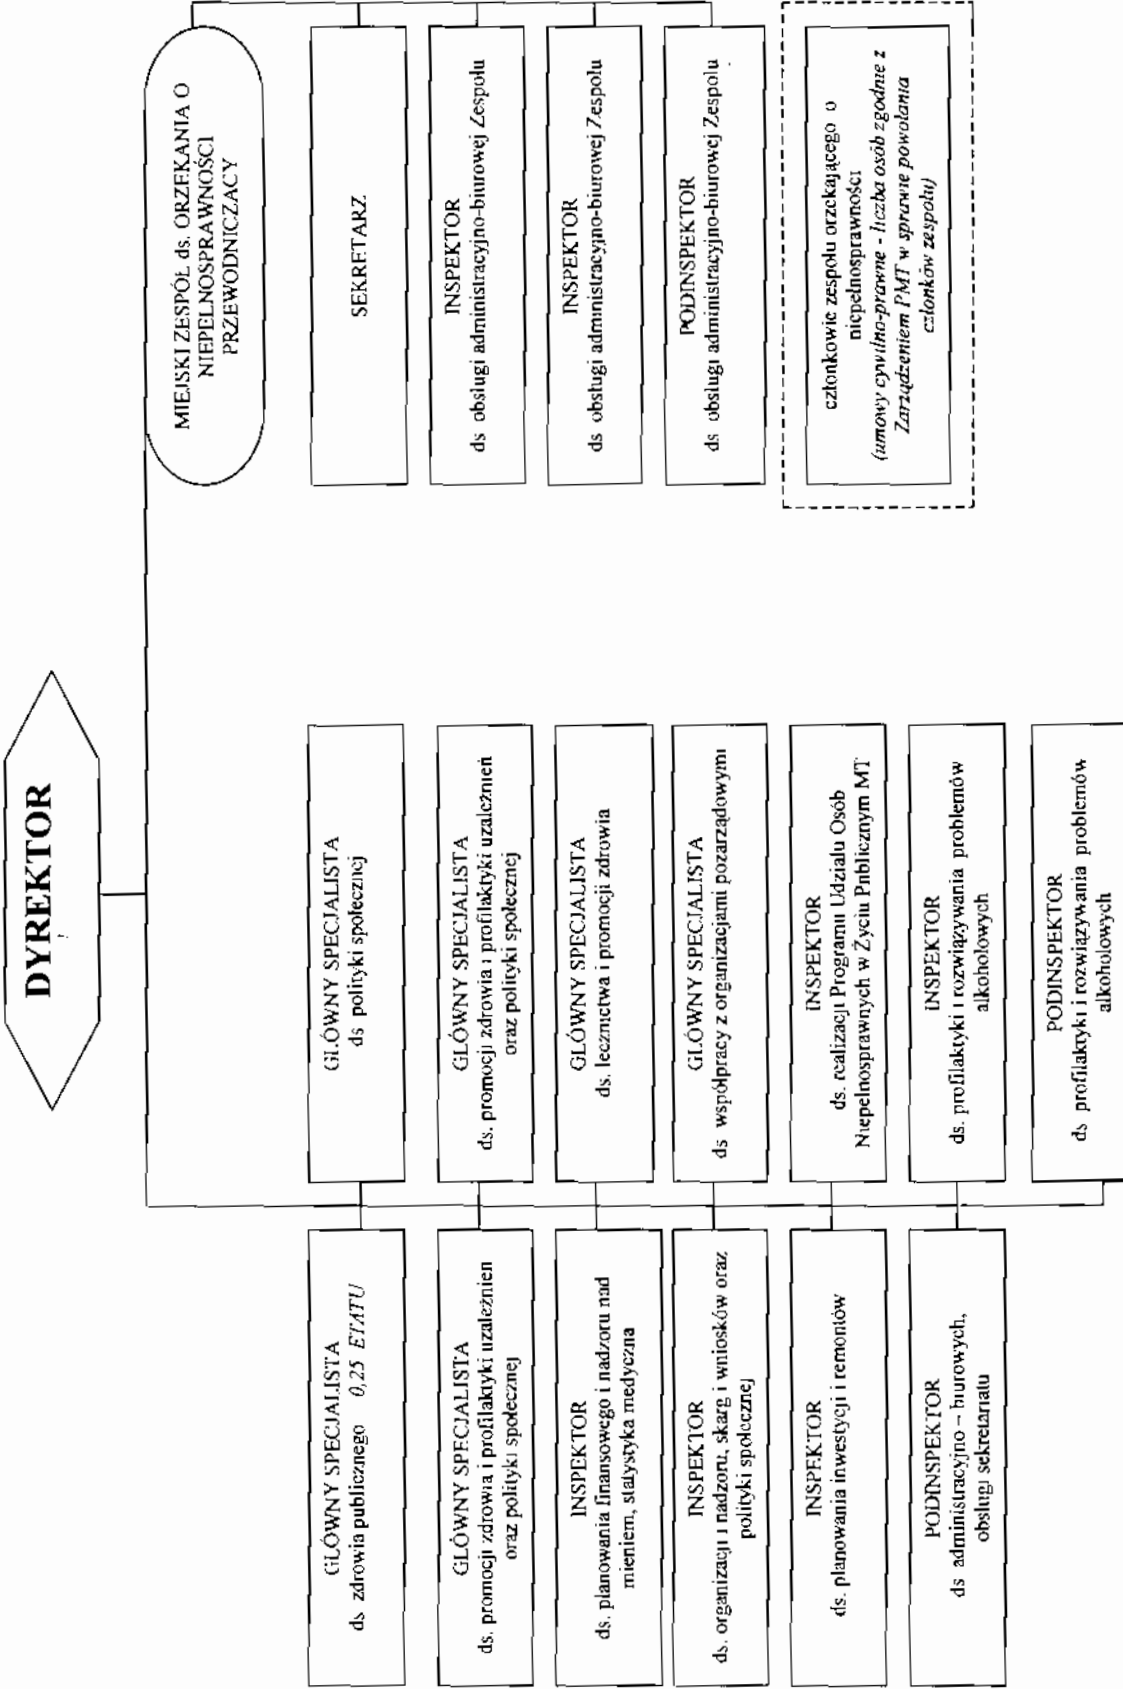 DYREKTOR
GŁÓWNY SPECJALISTA
ds zdrowia publicznego 0,25 ETATU
GŁÓWNY SPECJALISTA
ds. promocji zdrowia i profilaktyki uzależnien
oraz polityki społecznej
INSPEKTOR
ds. planowania finansowego i nadzoru nad
mieniem, statystyka medyczna
INSPEKTOR
ds. organizacji i nadzoru, skarg i wniosków oraz
polityki społecznej
INSPEKTOR
ds. planowania inwestycji i remontów
PODINSPEKTOR
ds administracyjno – biurowych,
obsługi sekretariatu
GŁÓWNY SPECJALISTA
ds polityki społecznej
GŁÓWNY SPECJALISTA
ds. promocji zdrowia i profilaktyki uzależnień
oraz polityki społecznej
GŁÓWNY SPECJALISTA
ds. lecznictwa i promocji zdrowia
GŁÓWNY SPECJALISTA
ds współpracy z organizacjami pozarządowymi
INSPEKTOR
ds. realizacji Programu Udziału Osób
Niepełnosprawnych w Życiu Publicznym MT
INSPEKTOR
ds. profilaktyki i rozwiązywania problemów
alkoholowych
PODINSPEKTOR
ds profilaktyki i rozwiązywania problemów
alkoholowych
MIEJSKI ZESPÓŁ ds. ORZEKANIA O
NIEPEŁNOSPRAWNOŚCI
PRZEWODNICZACY
SEKRETARZ
INSPEKTOR
ds obsługi administracyjno-biurowej Zespołu
INSPEKTOR
ds obsługi administracyjno-biurowej Zespołu
PODINSPEKTOR
ds obsługi administracyjno-biurowej Zespołu
członkowie zespołu orzekającego o
niepełnosprawności
(umowy cywilno-prawne - liczba osób zgodnie z
Zarządzeniem PMT w sprawie powołania
członków zespołu)